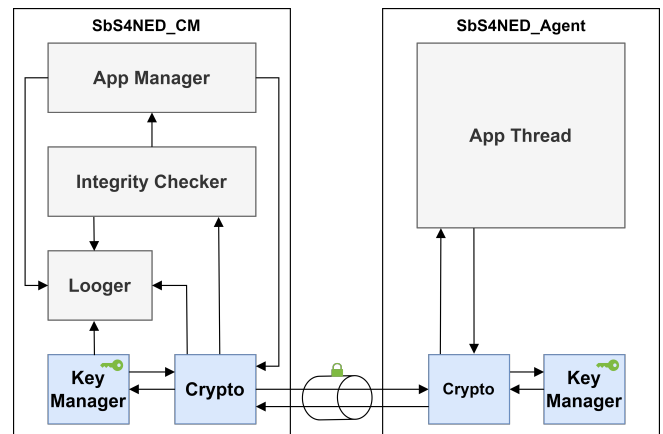 SbS4NED_CM
SbS4NED_Agent
App Manager
App Thread
Integrity Checker
Looger
Key
Manager
Crypto
Crypto
Key
Manager